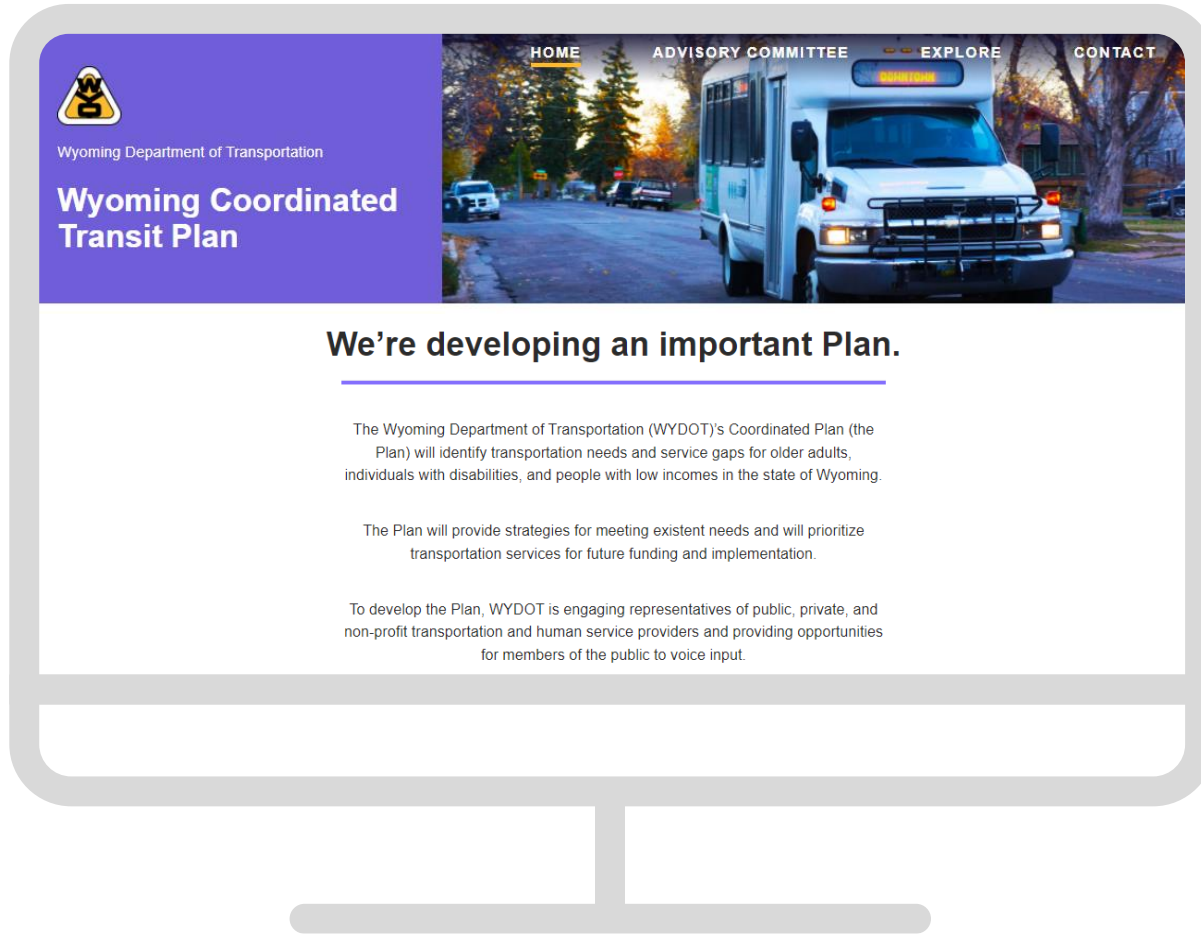 HOME ADVISORY COMMITTEE EXPLORE CONTACT
DOWNTOWN
WYO
Wyoming Department of Transportation
Wyoming Coordinated
Transit Plan
We’re developing an important Plan.
The Wyoming Department of Transportation (WYDOT)’s Coordinated Plan (the
Plan) will identify transportation needs and service gaps for older adults,
individuals with disabilities, and people with low incomes in the state of Wyoming.
The Plan will provide strategies for meeting existent needs and will prioritize
transportation services for future funding and implementation.
To develop the Plan, WYDOT is engaging representatives of public, private, and
non-profit transportation and human service providers and providing opportunities
for members of the public to voice input.